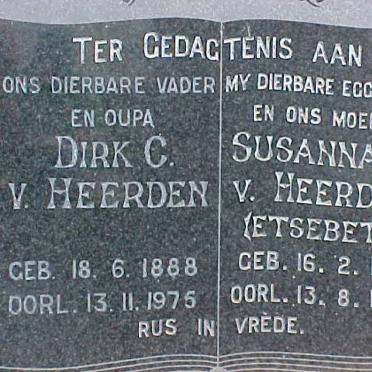 TER GEDAGTENIS AAN
ONS DIERBARE VADER
EN OUPA
DIRK C.
V. HEERDEN
GEB. 18. 6. 1888
OORL. 13. 11. 1975
MY DIERBARE
EN ONS
SUSANNA
V.
GEB. 16. 2.
OORL. 13. 8.
RUS IN VREDE.